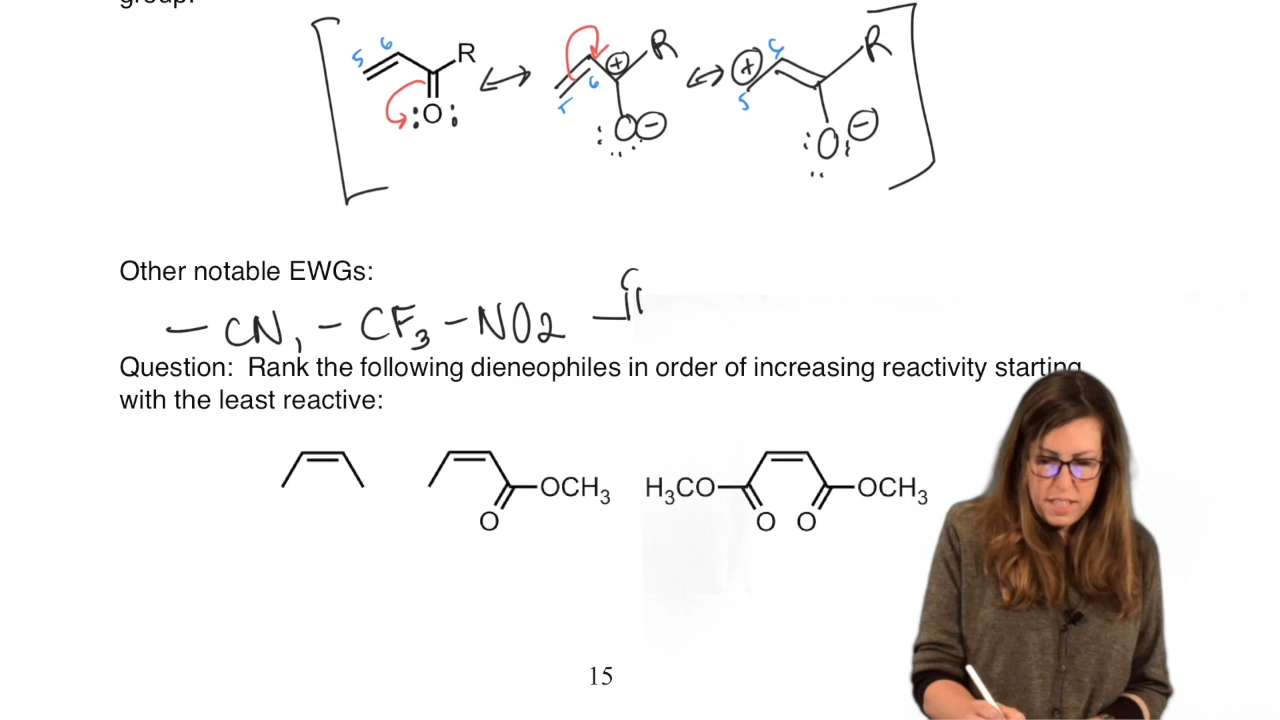 group.
5 6 R :O: 5 6 ⊕ R :O⊖ ⊕ 5 6 R :O: ⊖
Other notable EWGs:
– CN, – CF3 – NO2
Question: Rank the following dieneophiles in order of increasing reactivity starting
with the least reactive:
OCH3 O H3CO O O OCH3
15